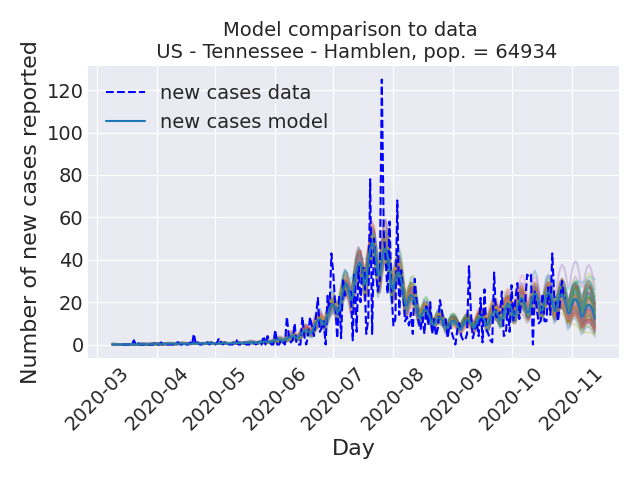 Model comparison to data
US - Tennessee - Hamblen, pop. = 64934
Number of new cases reported
120
100
80
60
40
20
0
new cases data
new cases model
2020-03
2020-04
2020-05
2020-06
2020-07
2020-08
2020-09
2020-10
2020-11
Day